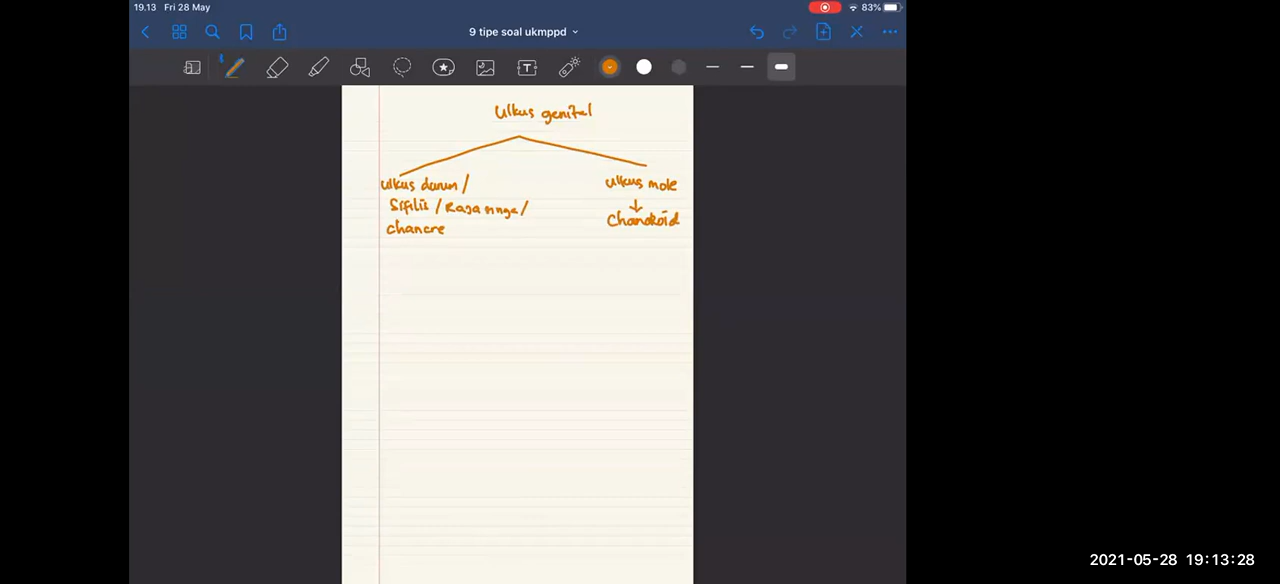 19.13 Fri 28 May
83%
9 tipe soal ukmppd
T
Ulkus genital
Ulkus durum /
Sifilis / Raja singa /
chancre
Ulkus mole
↓
Chankroid
2021-05-28 19:13:28